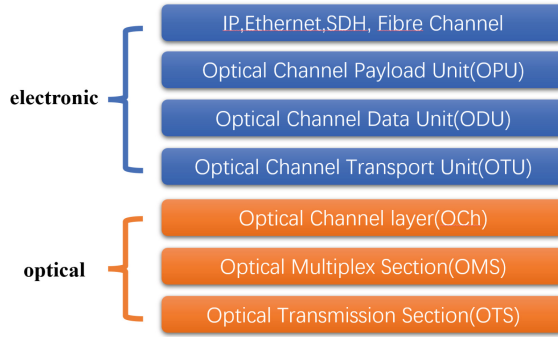 IP,Ethernet,SDH, Fibre Channel
Optical Channel Payload Unit(OPU)
electronic
Optical Channel Data Unit(ODU)
Optical Channel Transport Unit(OTU)
Optical Channel layer(OCh)
optical
Optical Multiplex Section(OMS)
Optical Transmission Section(OTS)